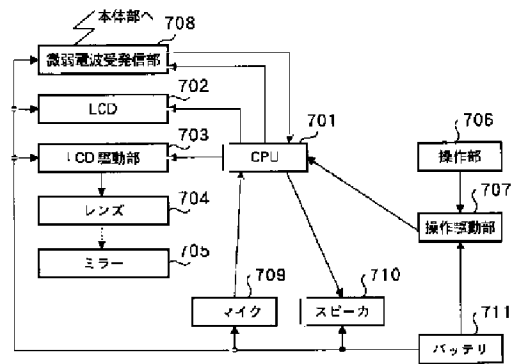 本体部へ
708
微弱電波受発信部
702
LCD
703
LCD駆動部
701
CPU
706
操作部
704
レンズ
707
操作駆動部
705
ミラー
709
マイク
710
スピーカ
711
バッテリ